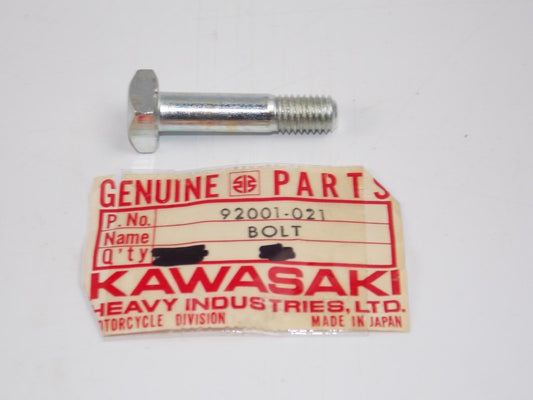 GENUINE PARTS
P. No. 92001-021
Name BOLT
Q'ty
KAWASAKI
HEAVY INDUSTRIES, LTD.
MOTORCYCLE DIVISION MADE IN JAPAN